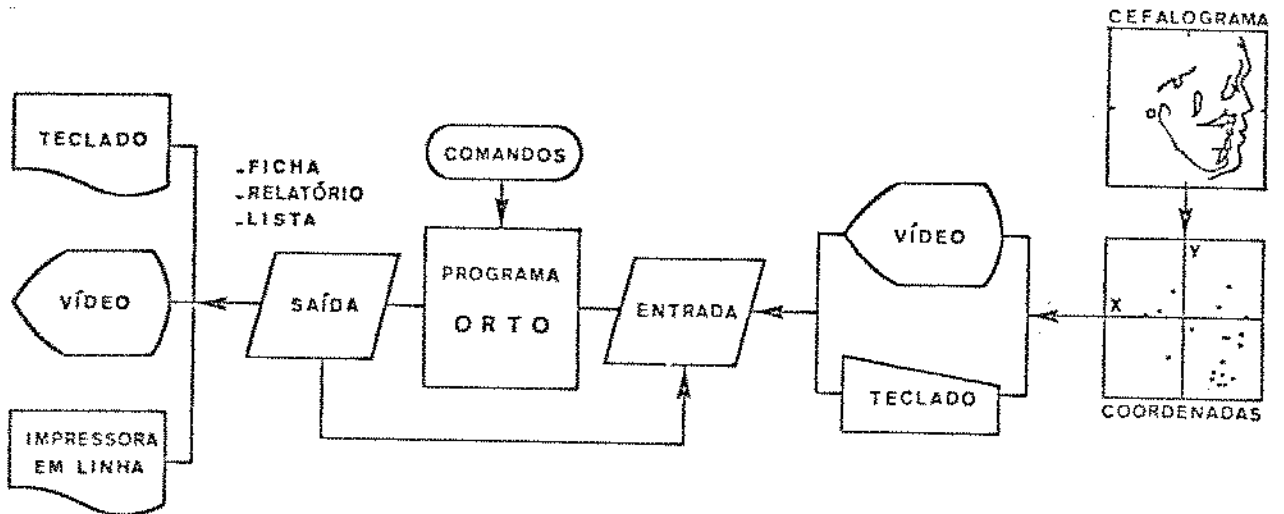 CEFALOGRAMA
TECLADO
-FICHA
-RELATÓRIO
-LISTA
COMANDOS
VÍDEO
Y
X
VÍDEO
SAÍDA
PROGRAMA
ORTO
ENTRADA
TECLADO
COORDENADAS
IMPRESSORA
EM LINHA